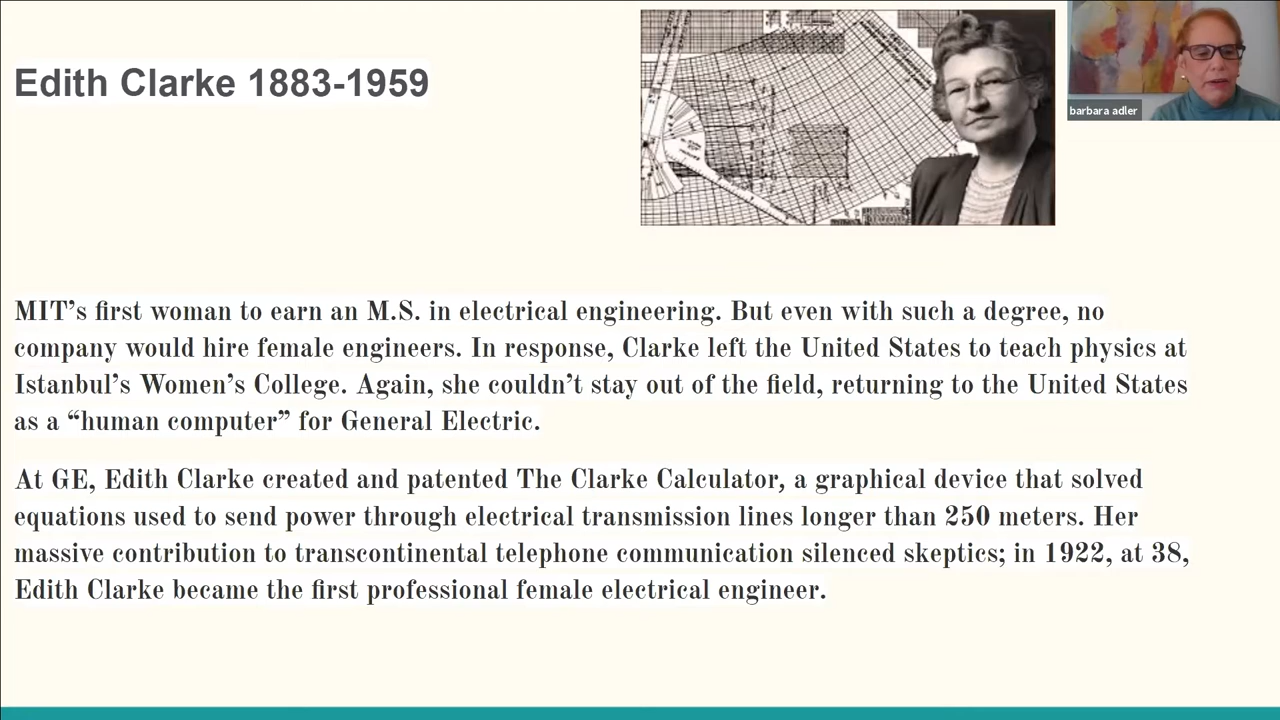 Edith Clarke 1883-1959
barbara adler
MIT’s first woman to earn an M.S. in electrical engineering. But even with such a degree, no
company would hire female engineers. In response, Clarke left the United States to teach physics at
Istanbul’s Women’s College. Again, she couldn’t stay out of the field, returning to the United States
as a “human computer” for General Electric.
At GE, Edith Clarke created and patented The Clarke Calculator, a graphical device that solved
equations used to send power through electrical transmission lines longer than 250 meters. Her
massive contribution to transcontinental telephone communication silenced skeptics; in 1922, at 38,
Edith Clarke became the first professional female electrical engineer.